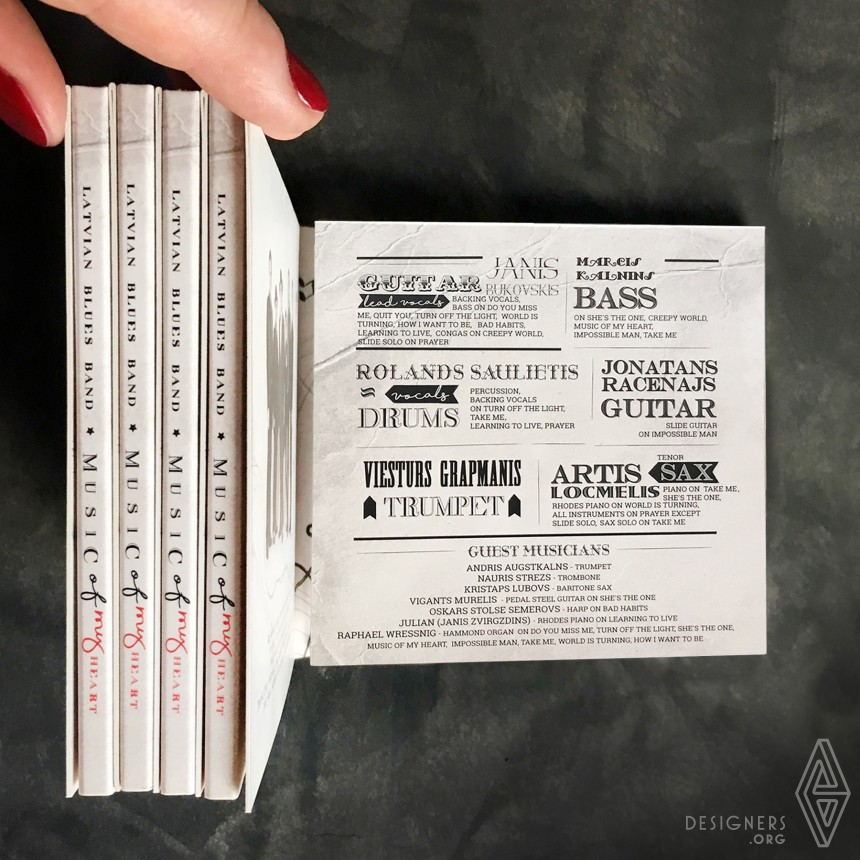 LATVIAN BLUES BAND ★ MUSIC of my HEART
LATVIAN BLUES BAND ★ MUSIC of my HEART
LATVIAN BLUES BAND ★ MUSIC of my HEART
LATVIAN BLUES BAND ★ MUSIC of my HEART
JANIS
GUITAR BUKOVSKIS
lead vocals BACKING VOCALS,
BASS ON DO YOU MISS
ME, QUIT YOU, TURN OFF THE LIGHT, WORLD IS
TURNING, HOW I WANT TO BE, BAD HABITS,
LEARNING TO LIVE, CONGAS ON CREEPY WORLD,
SLIDE SOLO ON PRAYER
MARCIS
KALNINS
BASS
ON SHE'S THE ONE, CREEPY WORLD,
MUSIC OF MY HEART,
IMPOSSIBLE MAN, TAKE ME
ROLANDS SAULIETIS
vocals
DRUMS
PERCUSSION,
BACKING VOCALS
ON TURN OFF THE LIGHT,
TAKE ME,
LEARNING TO LIVE, PRAYER
JONATANS
RACENAJS
GUITAR
SLIDE GUITAR
ON IMPOSSIBLE MAN
VIESTURS GRAPMANIS
TRUMPET
TENOR
ARTIS SAX
LOCMELIS PIANO ON TAKE ME,
SHE'S THE ONE,
RHODES PIANO ON WORLD IS TURNING,
ALL INSTRUMENTS ON PRAYER EXCEPT
SLIDE SOLO, SAX SOLO ON TAKE ME
GUEST MUSICIANS
ANDRIS AUGSTKALNS - TRUMPET
NAURIS STREZS - TROMBONE
KRISTAPS LUBOVS - BARITONE SAX
VIGANTS MURELIS - PEDAL STEEL GUITAR ON SHE'S THE ONE
OSKARS STOLSE SEMEROVS - HARP ON BAD HABITS
JULIAN (JANIS ZVIRGZDINS) - RHODES PIANO ON LEARNING TO LIVE
RAPHAEL WRESSNIG - HAMMOND ORGAN ON DO YOU MISS ME, TURN OFF THE LIGHT, SHE'S THE ONE,
MUSIC OF MY HEART, IMPOSSIBLE MAN, TAKE ME, WORLD IS TURNING, HOW I WANT TO BE
DESIGNERS
.ORG